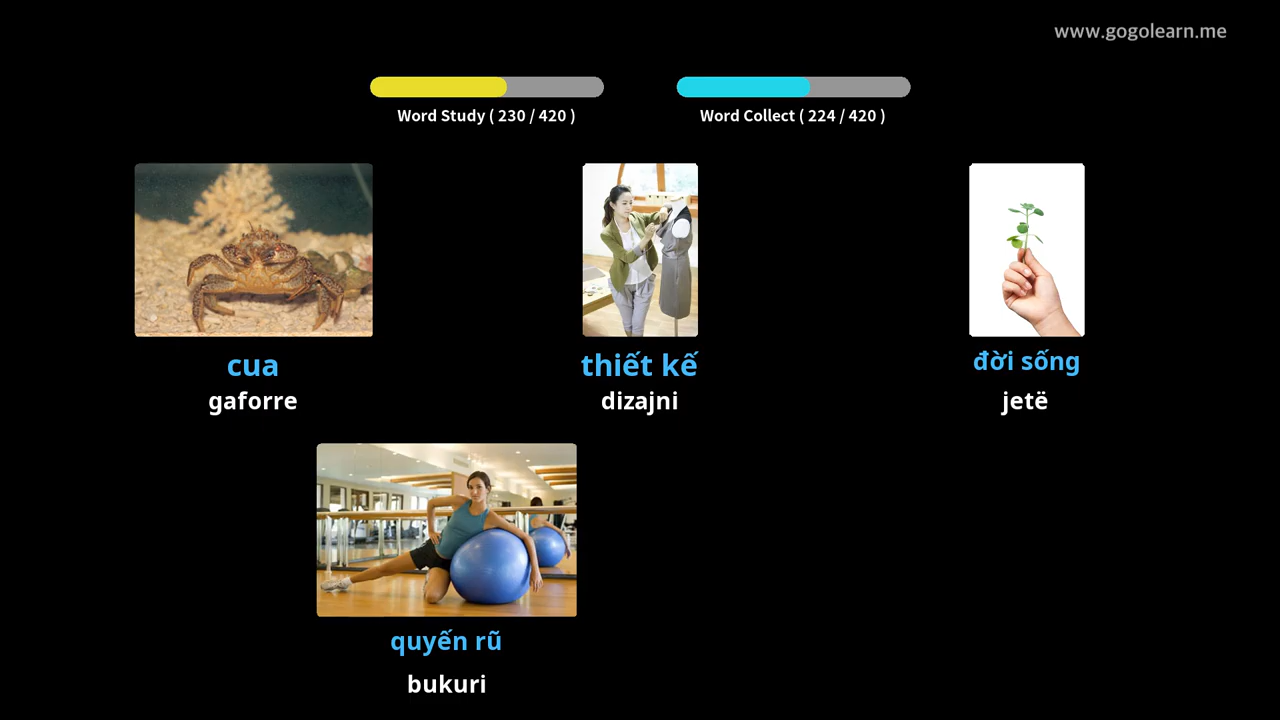 www.gogolearn.me
Word Study ( 230 / 420 )
Word Collect ( 224 / 420 )
cua
gaforre
thiết kế
dizajni
đời sống
jetë
quyến rũ
bukuri